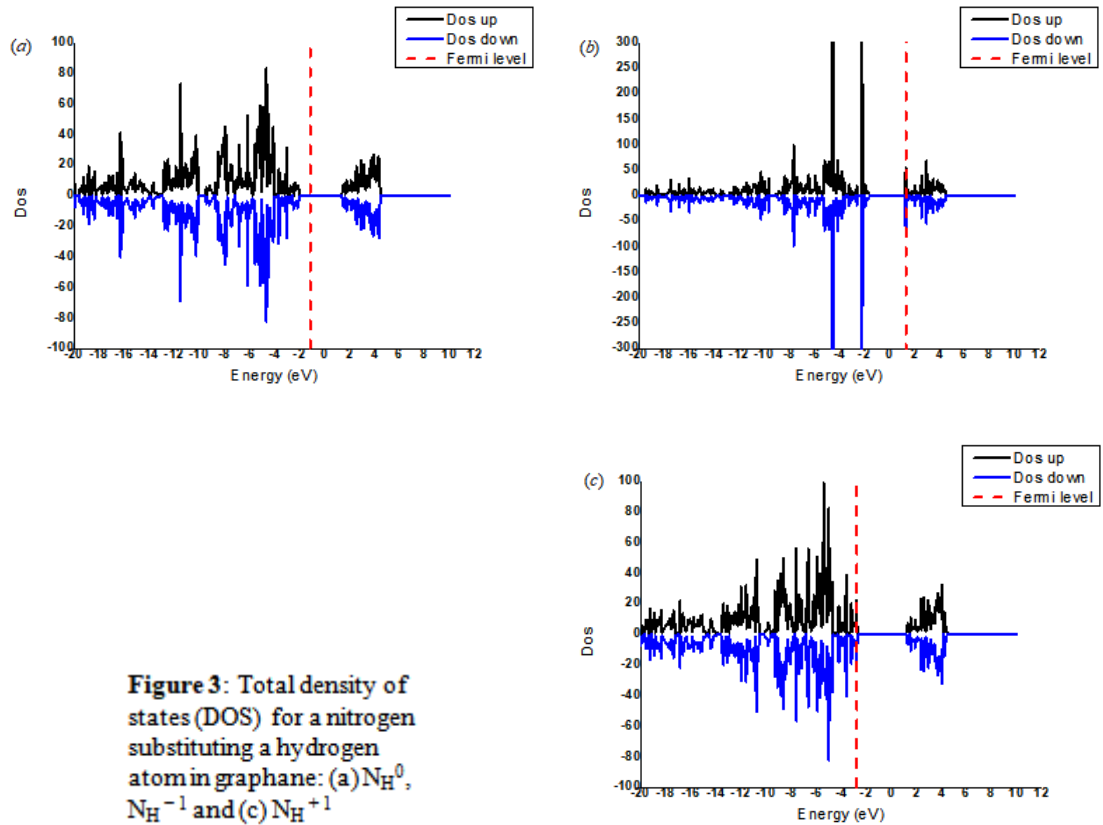 (a)
Dos up
Dos down
Fermi level
100
80
60
40
20
0
-20
-40
-60
-80
-100
Dos
-20 -18 -16 -14 -12 -10 -8 -6 -4 -2 0 2 4 6 8 10 12
Energy (eV)
(b)
Dos up
Dos down
Fermi level
300
250
200
150
100
50
0
-50
-100
-150
-200
-250
-300
Dos
-20 -18 -16 -14 -12 -10 -8 -6 -4 -2 0 2 4 6 8 10 12
Energy (eV)
(c)
Dos up
Dos down
Fermi level
100
80
60
40
20
0
-20
-40
-60
-80
-100
Dos
-20 -18 -16 -14 -12 -10 -8 -6 -4 -2 0 2 4 6 8 10 12
Energy (eV)
Figure 3: Total density of
states (DOS) for a nitrogen
substituting a hydrogen
atom in graphane: (a) N_H^0,
N_H^−1 and (c) N_H^+1